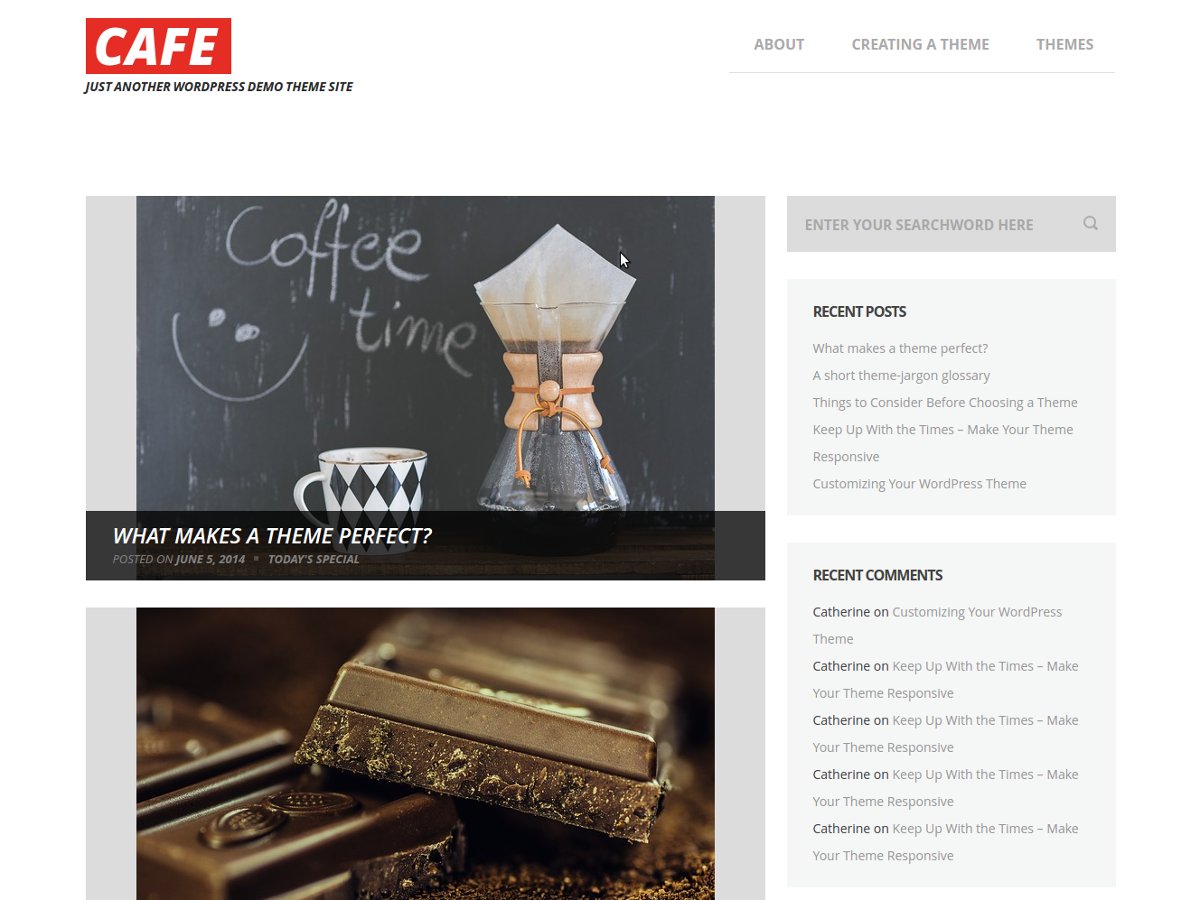 CAFE
JUST ANOTHER WORDPRESS DEMO THEME SITE
ABOUT
CREATING A THEME
THEMES
Coffee
time
WHAT MAKES A THEME PERFECT?
POSTED ON JUNE 5, 2014 TODAY'S SPECIAL
ENTER YOUR SEARCHWORD HERE
RECENT POSTS
What makes a theme perfect?
A short theme-jargon glossary
Things to Consider Before Choosing a Theme
Keep Up With the Times – Make Your Theme
Responsive
Customizing Your WordPress Theme
RECENT COMMENTS
Catherine on Customizing Your WordPress
Theme
Catherine on Keep Up With the Times – Make
Your Theme Responsive
Catherine on Keep Up With the Times – Make
Your Theme Responsive
Catherine on Keep Up With the Times – Make
Your Theme Responsive
Catherine on Keep Up With the Times – Make
Your Theme Responsive